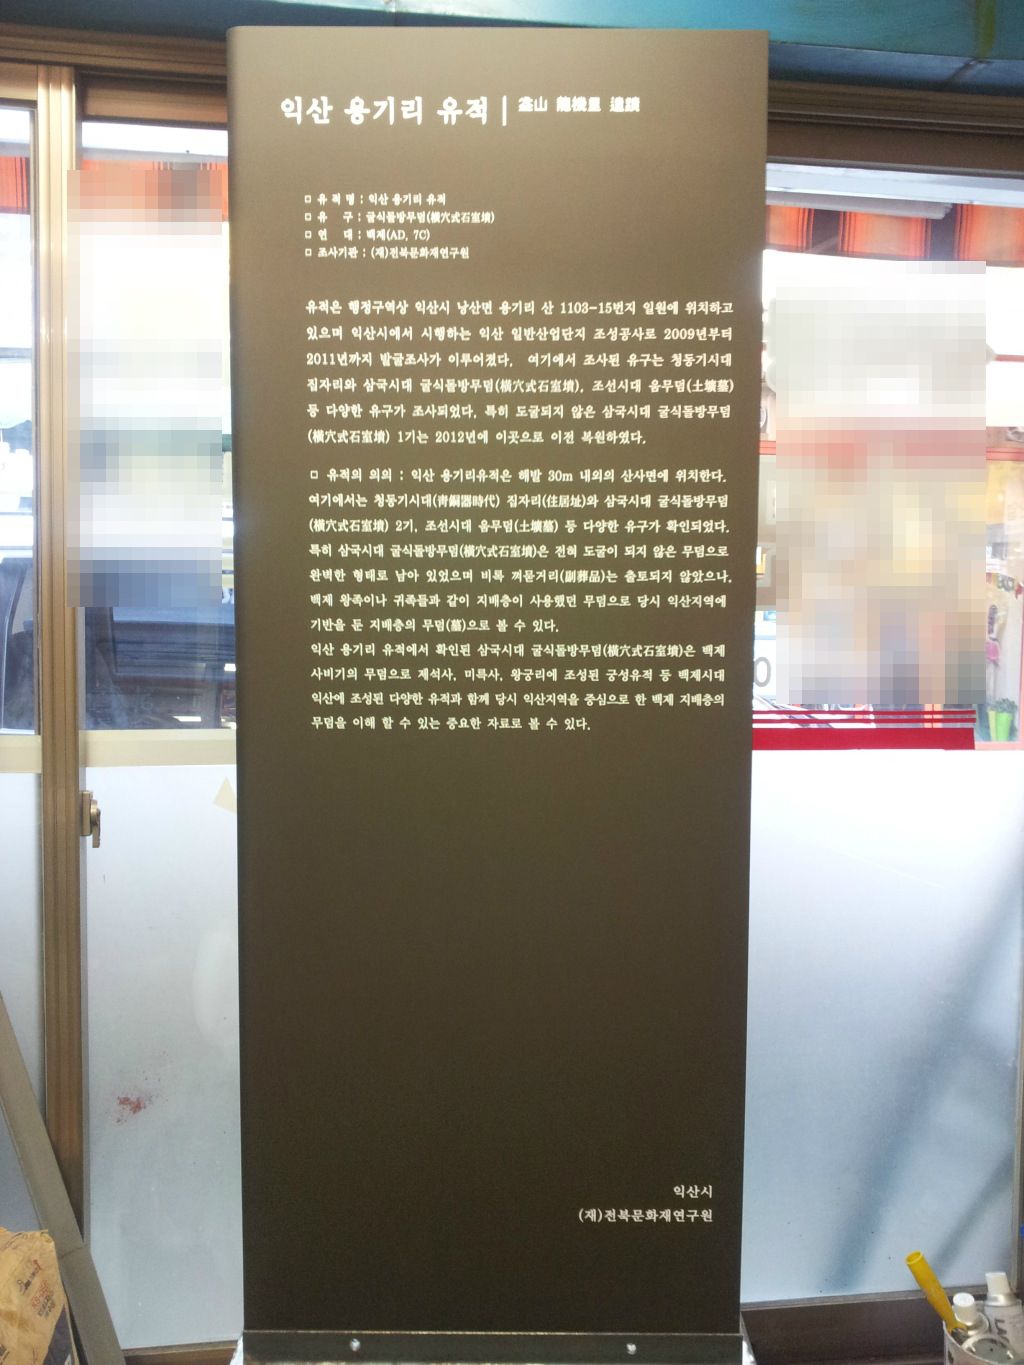 익산 용기리 유적 | 益山 龍機里 遺蹟
□ 유 적 명 : 익산 용기리 유적
□ 유 구 : 굴식돌방무덤(橫穴式石室墳)
□ 연 대 : 백제(AD, 7C)
□ 조사기관 : (재)전북문화재연구원
유적은 행정구역상 익산시 낭산면 용기리 산 1103-15번지 일원에 위치하고
있으며 익산시에서 시행하는 익산 일반산업단지 조성공사로 2009년부터
2011년까지 발굴조사가 이루어졌다. 여기에서 조사된 유구는 청동기시대
집자리와 삼국시대 굴식돌방무덤(橫穴式石室墳), 조선시대 움무덤(土壙墓)
등 다양한 유구가 조사되었다. 특히 도굴되지 않은 삼국시대 굴식돌방무덤
(橫穴式石室墳) 1기는 2012년에 이곳으로 이전 복원하였다.
□ 유적의 의의 : 익산 용기리유적은 해발 30m 내외의 산사면에 위치한다.
여기에서는 청동기시대(靑銅器時代) 집자리(住居址)와 삼국시대 굴식돌방무덤
(橫穴式石室墳) 2기, 조선시대 움무덤(土壙墓) 등 다양한 유구가 확인되었다.
특히 삼국시대 굴식돌방무덤(橫穴式石室墳)은 전혀 도굴이 되지 않은 무덤으로
완벽한 형태로 남아 있었으며 비록 껴묻거리(副葬品)는 출토되지 않았으나,
백제 왕족이나 귀족들과 같이 지배층이 사용했던 무덤으로 당시 익산지역에
기반을 둔 지배층의 무덤(墓)으로 볼 수 있다.
익산 용기리 유적에서 확인된 삼국시대 굴식돌방무덤(橫穴式石室墳)은 백제
사비기의 무덤으로 제석사, 미륵사, 왕궁리에 조성된 궁성유적 등 백제시대
익산에 조성된 다양한 유적과 함께 당시 익산지역을 중심으로 한 백제 지배층의
무덤을 이해 할 수 있는 중요한 자료로 볼 수 있다.
익산시
(재)전북문화재연구원